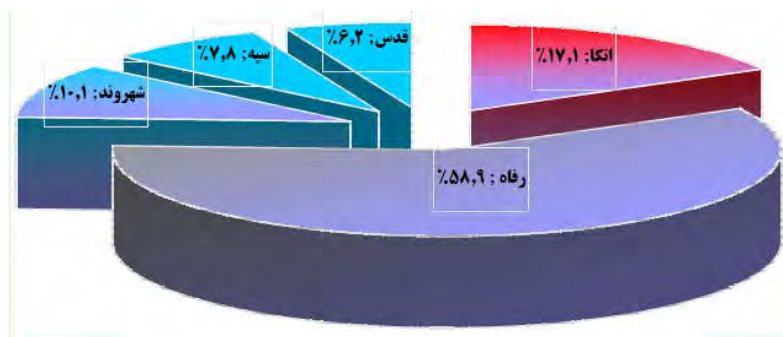 قدس; ۶,۲٪
اتکا: ۱۷,۱٪
سپه; ۷,۸٪
شهروند: ۱۰,۱٪
رفاه ; ۵۸,۹٪